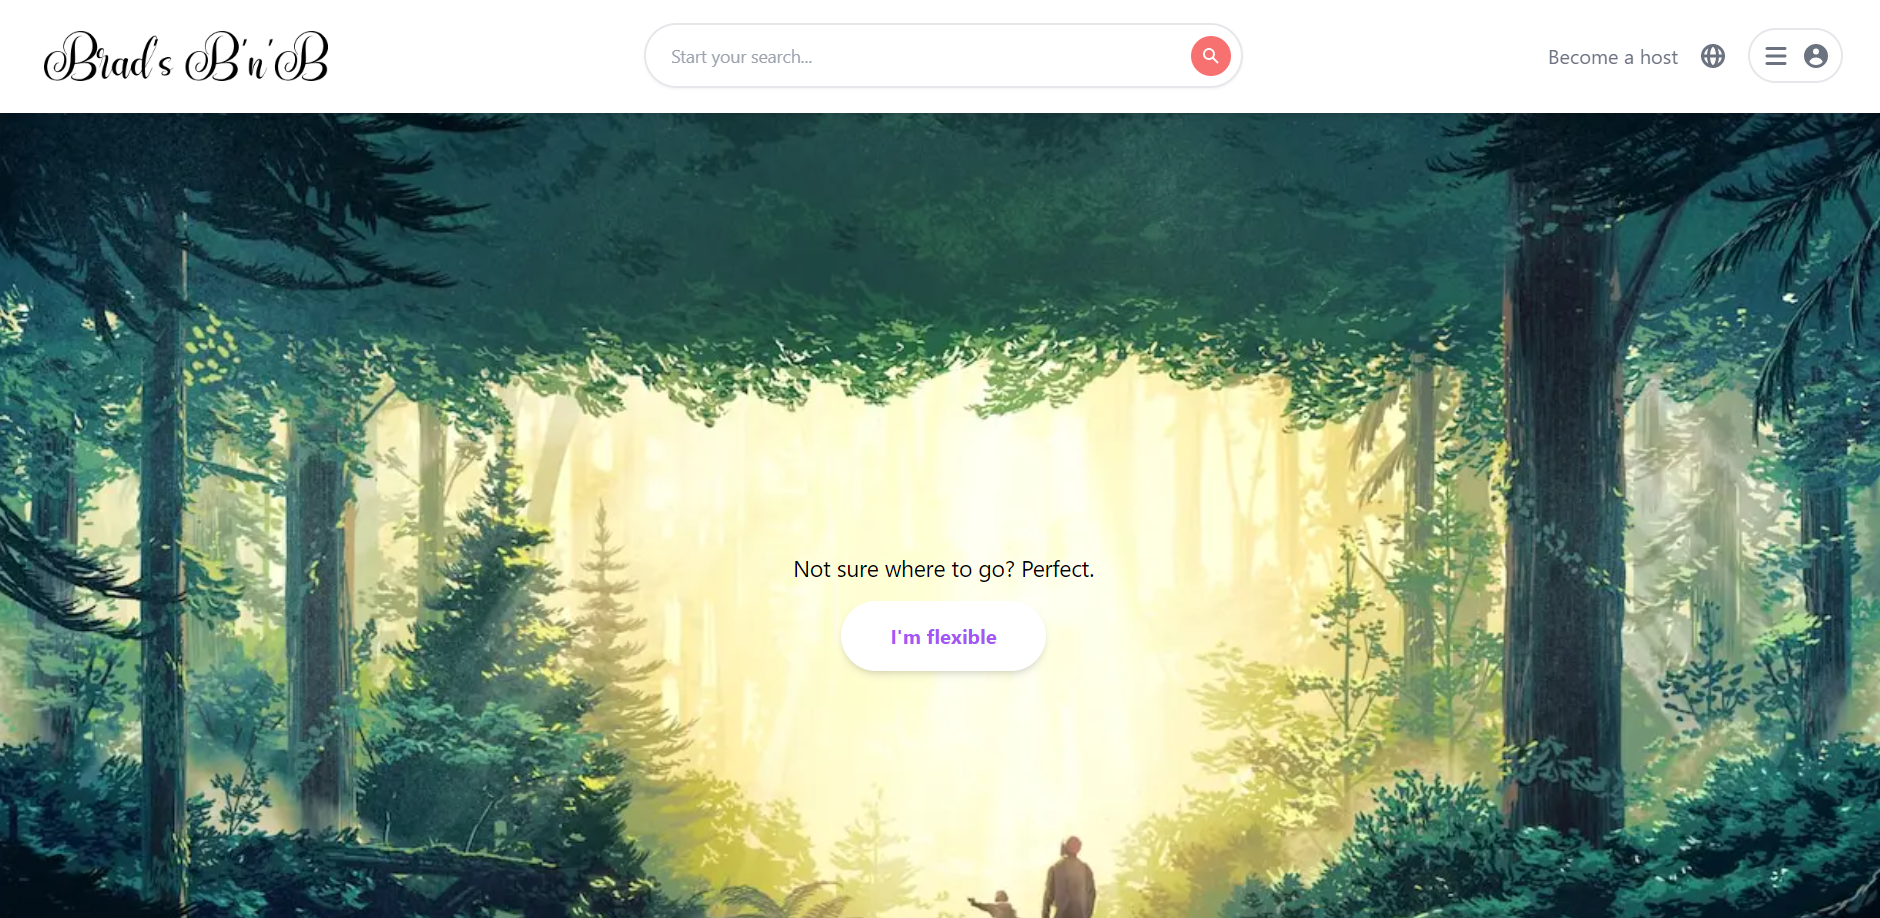 Brad's B'n'B
Start your search...
Become a host
Not sure where to go? Perfect.
I'm flexible